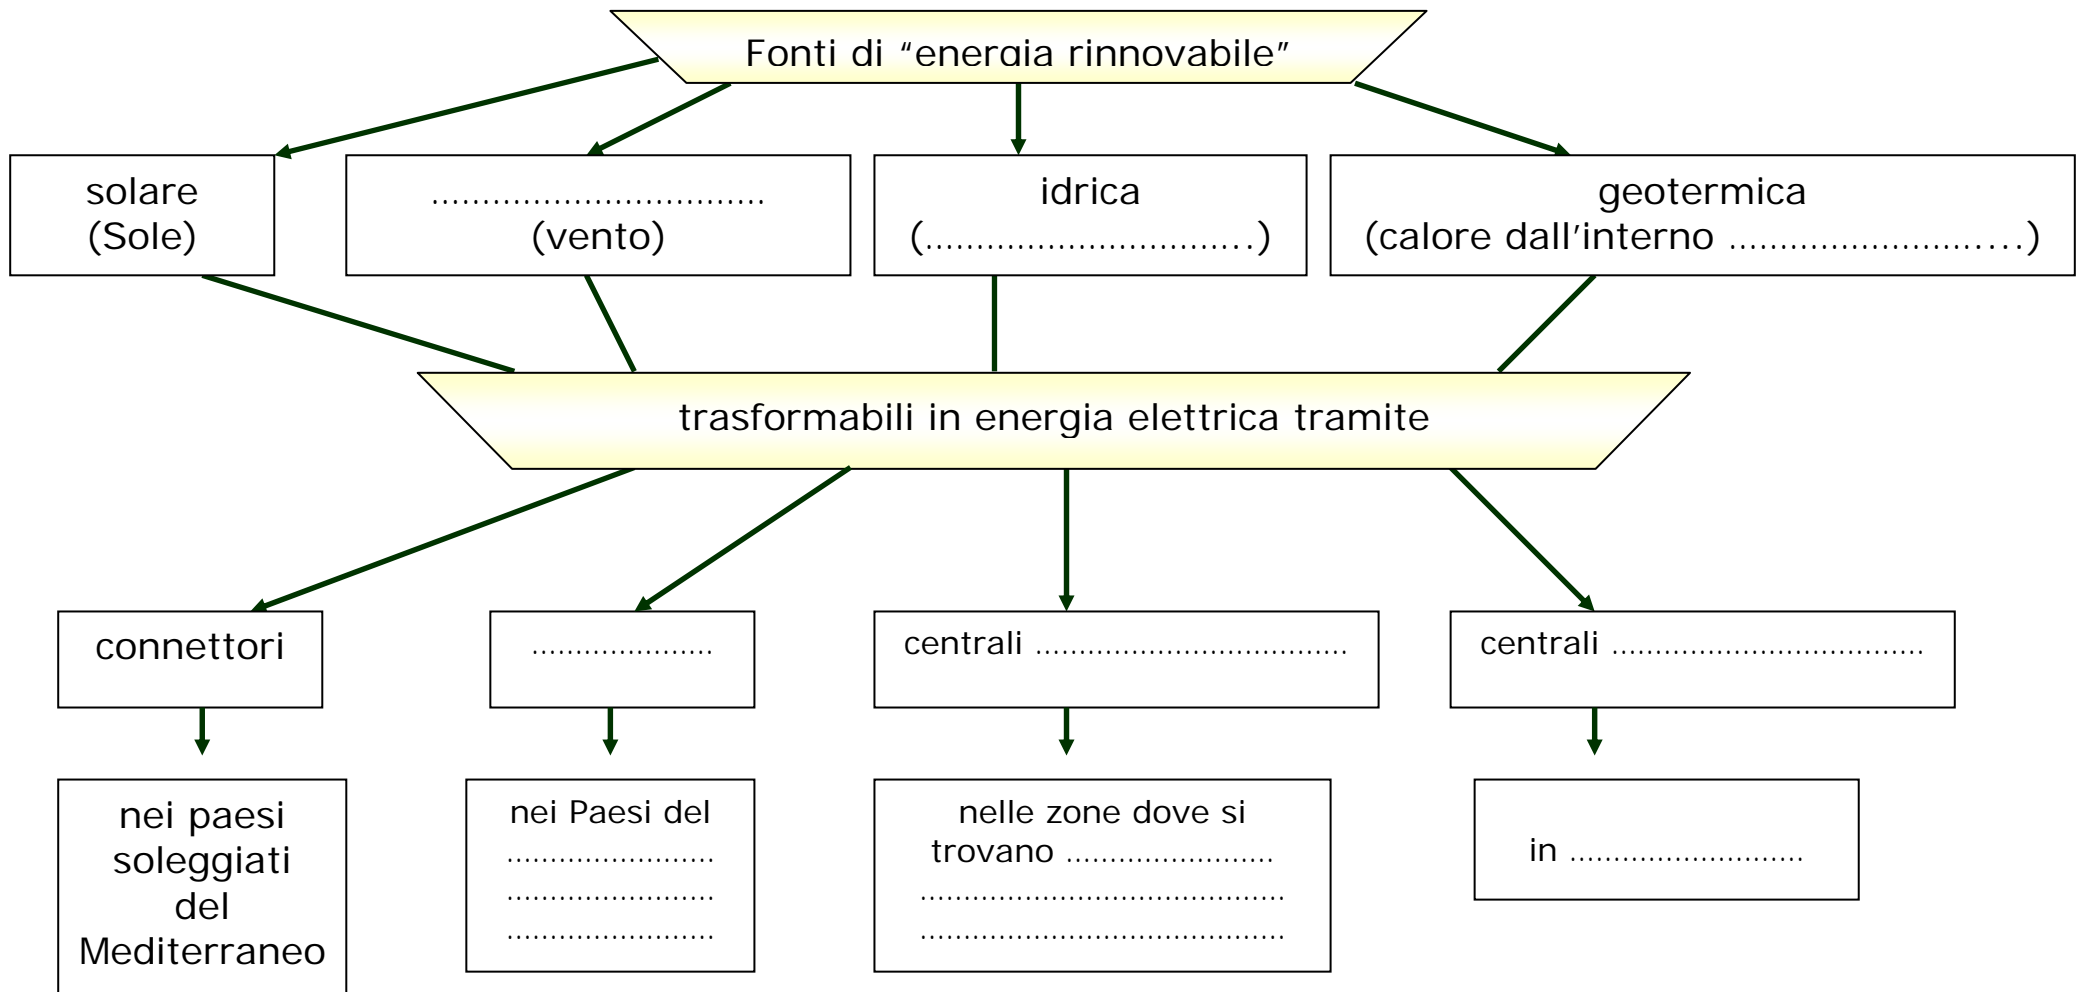 Fonti di “energia rinnovabile”
solare
(Sole)
……………………………
(vento)
idrica
(…………………………..)
geotermica
(calore dall’interno …………………....…)
trasformabili in energia elettrica tramite
connettori
…………………
centrali ………………………………
centrali ………………………………
nei paesi
soleggiati
del
Mediterraneo
nei Paesi del
……………………
……………………
……………………
nelle zone dove si
trovano ……………………
……………………………………
……………………………………
in ………………………